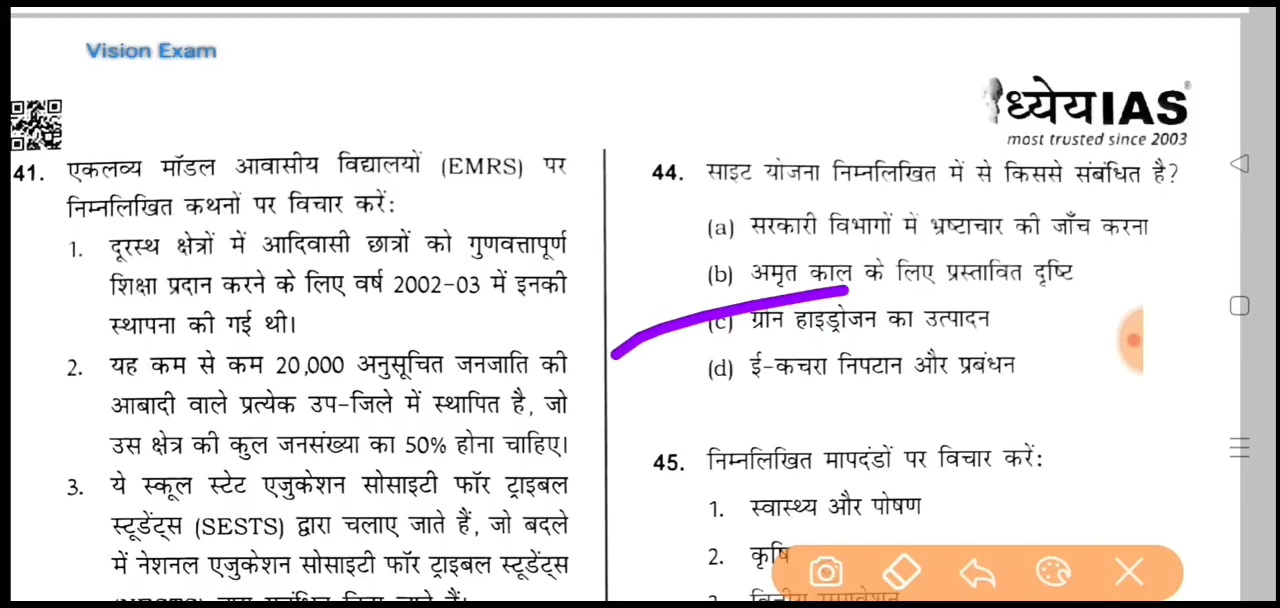 Vision Exam
ध्येय IAS
most trusted since 2003
41. एकलव्य मॉडल आवासीय विद्यालयों (EMRS) पर
निम्नलिखित कथनों पर विचार करें:
1. दूरस्थ क्षेत्रों में आदिवासी छात्रों को गुणवत्तापूर्ण
शिक्षा प्रदान करने के लिए वर्ष 2002-03 में इनकी
स्थापना की गई थी।
2. यह कम से कम 20,000 अनुसूचित जनजाति की
आबादी वाले प्रत्येक उप-जिले में स्थापित है, जो
उस क्षेत्र की कुल जनसंख्या का 50% होना चाहिए।
3. ये स्कूल स्टेट एजुकेशन सोसाइटी फॉर ट्राइबल
स्टूडेंट्स (SESTS) द्वारा चलाए जाते हैं, जो बदले
में नेशनल एजुकेशन सोसाइटी फॉर ट्राइबल स्टूडेंट्स
44. साइट योजना निम्नलिखित में से किससे संबंधित है?
(a) सरकारी विभागों में भ्रष्टाचार की जाँच करना
(b) अमृत काल के लिए प्रस्तावित दृष्टि
(c) ग्रीन हाइड्रोजन का उत्पादन
(d) ई-कचरा निपटान और प्रबंधन
45. निम्नलिखित मापदंडों पर विचार करें:
1. स्वास्थ्य और पोषण
2. कृषि